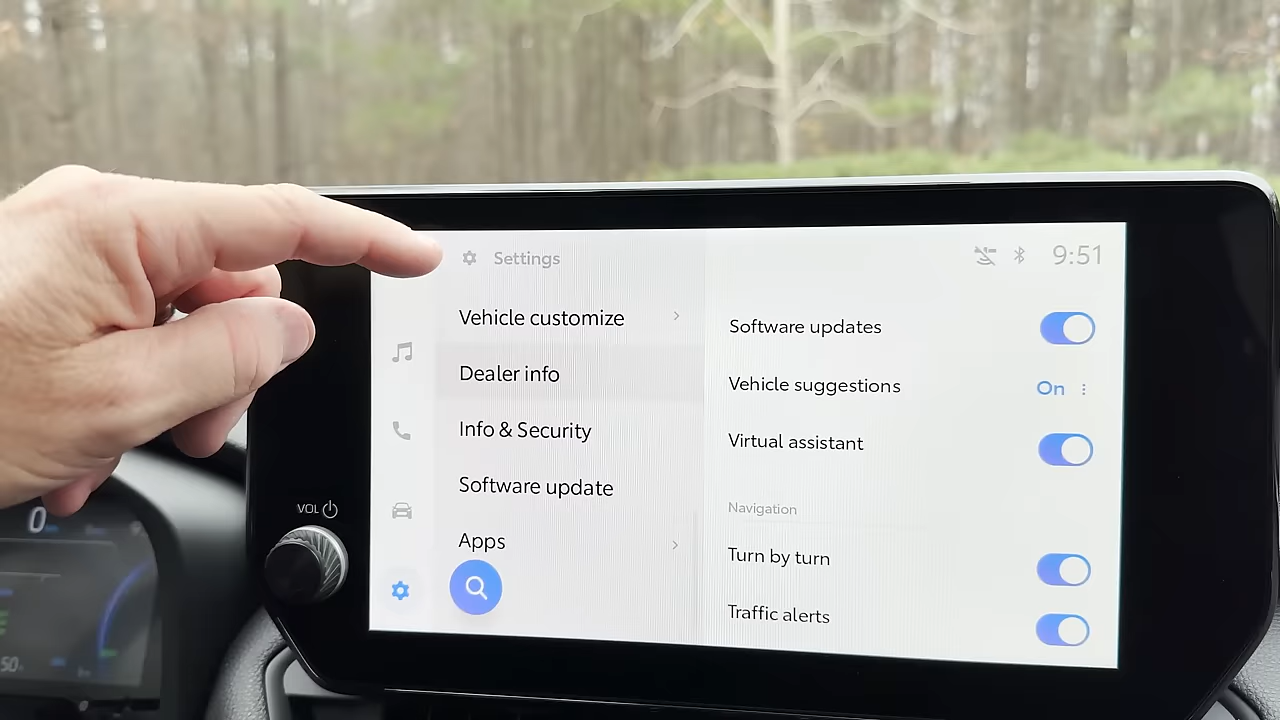 Settings
9:51
Vehicle customize
Dealer info
Info & Security
Software update
Apps
Software updates
Vehicle suggestions
On
Virtual assistant
Navigation
Turn by turn
Traffic alerts
VOL
0
50